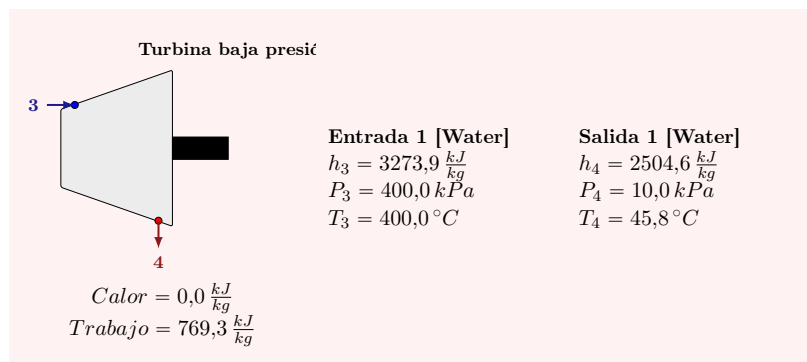 Turbina baja presió
3
4
Calor = 0,0 kJ/kg
Trabajo = 769,3 kJ/kg
Entrada 1 [Water]
h₃ = 3273,9 kJ/kg
P₃ = 400,0 kPa
T₃ = 400,0 °C
Salida 1 [Water]
h₄ = 2504,6 kJ/kg
P₄ = 10,0 kPa
T₄ = 45,8 °C